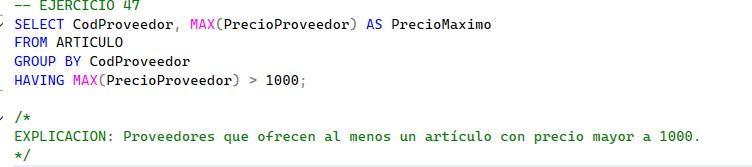 -- EJERCICIO 47
SELECT CodProveedor, MAX(PrecioProveedor) AS PrecioMaximo
FROM ARTICULO
GROUP BY CodProveedor
HAVING MAX(PrecioProveedor) > 1000;
/*
EXPLICACION: Proveedores que ofrecen al menos un artículo con precio mayor a 1000.
*/